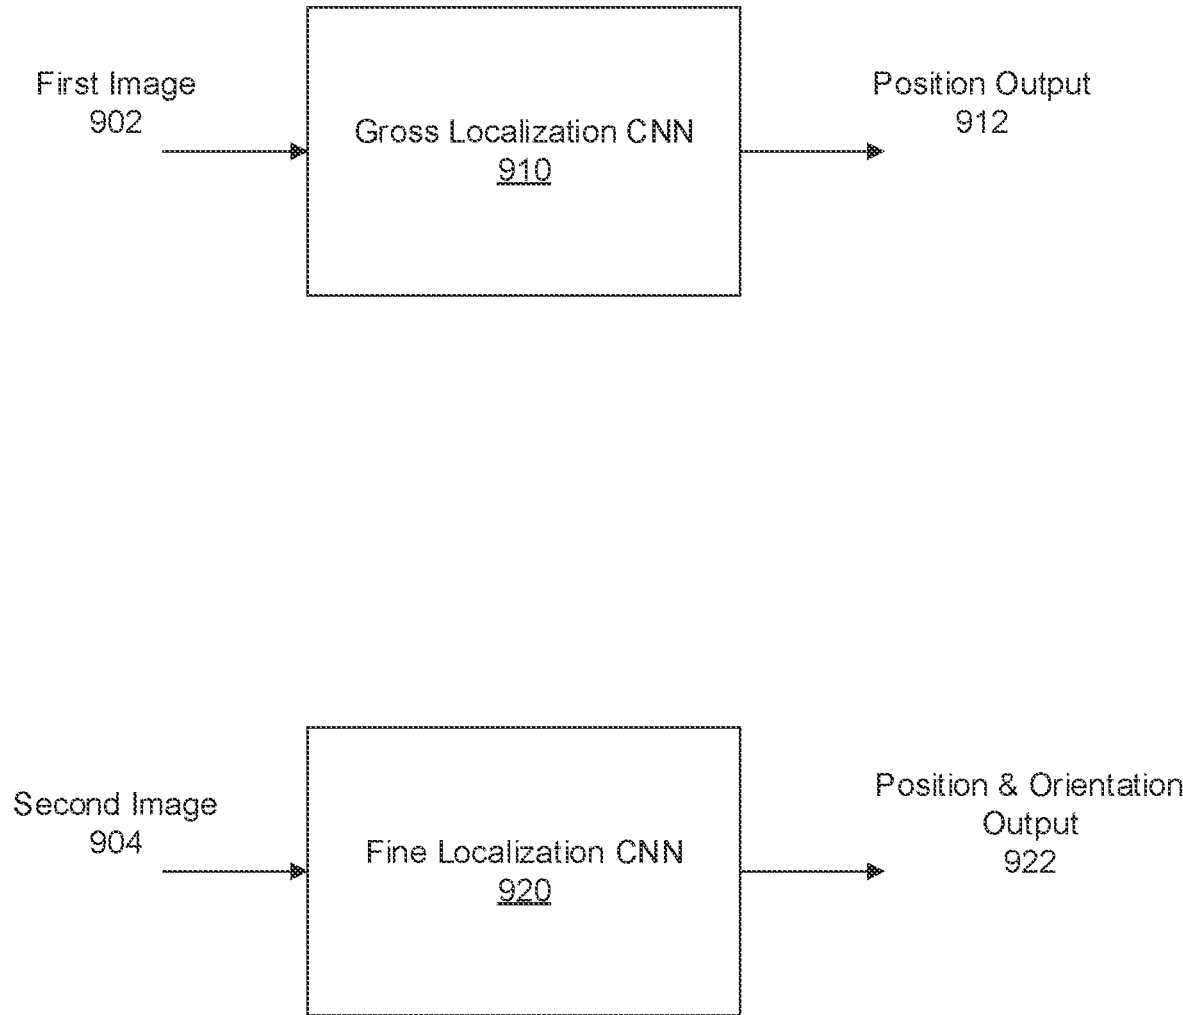 First Image
902
Gross Localization CNN
910
Position Output
912
Second Image
904
Fine Localization CNN
920
Position & Orientation
Output
922